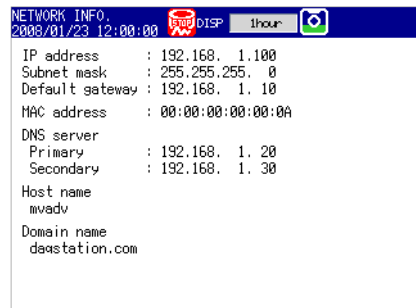 NETWORK INFO.
2008/01/23 12:00:00 STOP DISP 1hour
IP address : 192.168. 1.100
Subnet mask : 255.255.255. 0
Default gateway : 192.168. 1. 10
MAC address : 00:00:00:00:00:0A
DNS server
Primary : 192.168. 1. 20
Secondary : 192.168. 1. 30
Host name
mvadv
Domain name
daqstation.com